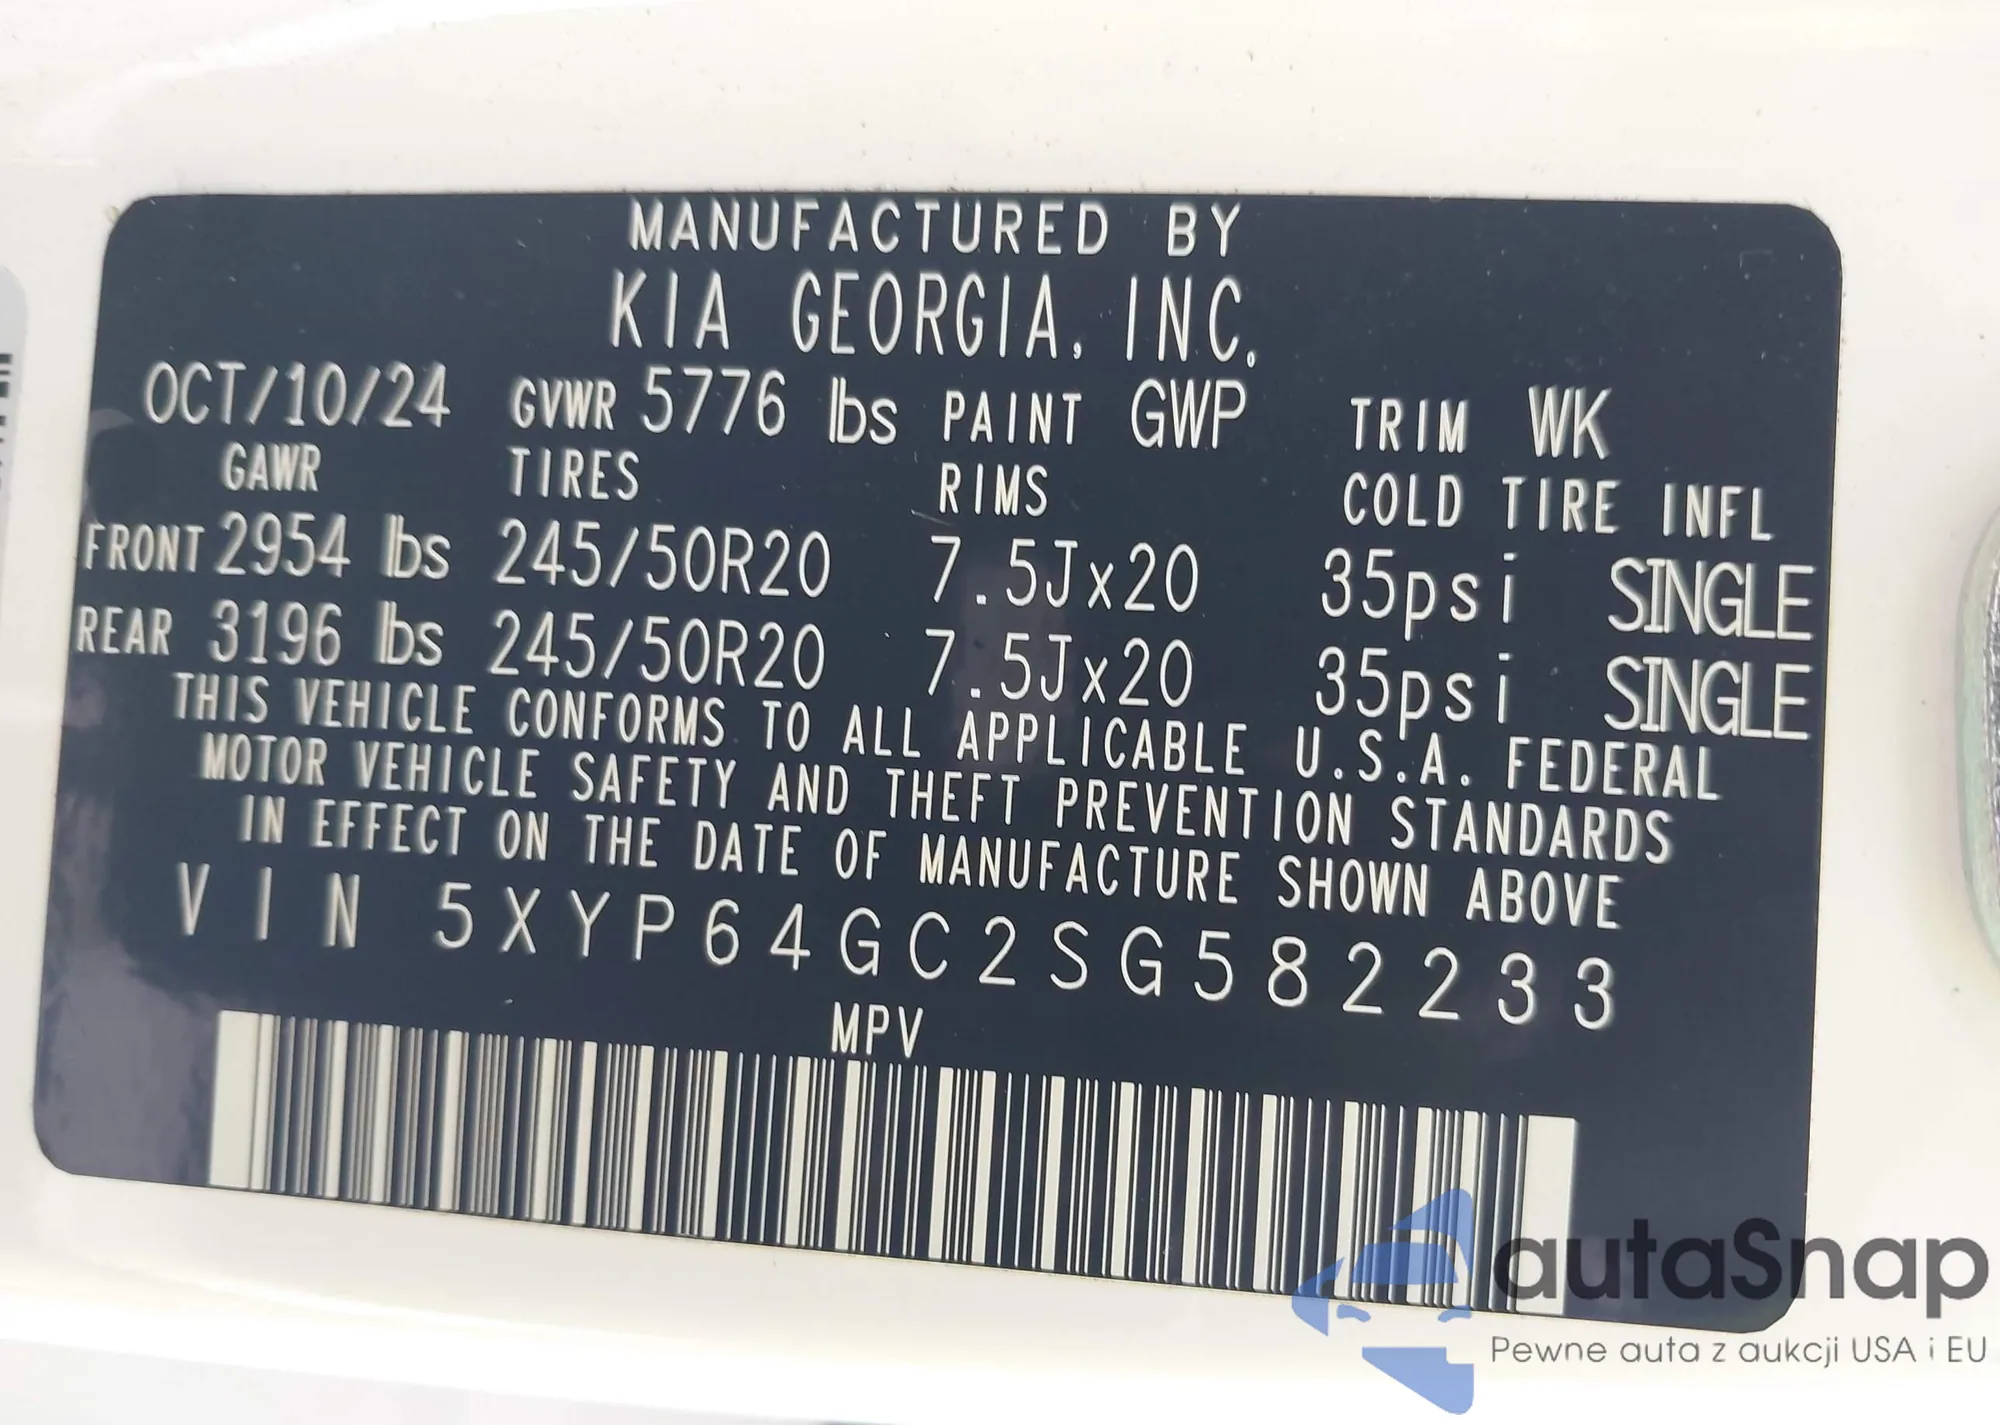 MANUFACTURED BY
KIA GEORGIA, INC.
OCT/10/24 GVWR 5776 lbs PAINT GWP TRIM WK
GAWR TIRES RIMS COLD TIRE INFL
FRONT 2954 lbs 245/50R20 7.5Jx20 35psi SINGLE
REAR 3196 lbs 245/50R20 7.5Jx20 35psi SINGLE
THIS VEHICLE CONFORMS TO ALL APPLICABLE U.S.A. FEDERAL
MOTOR VEHICLE SAFETY AND THEFT PREVENTION STANDARDS
IN EFFECT ON THE DATE OF MANUFACTURE SHOWN ABOVE
VIN 5XYP64GC2SG582233
MPV
autaSnap
Pewne auta z aukcji USA i EU